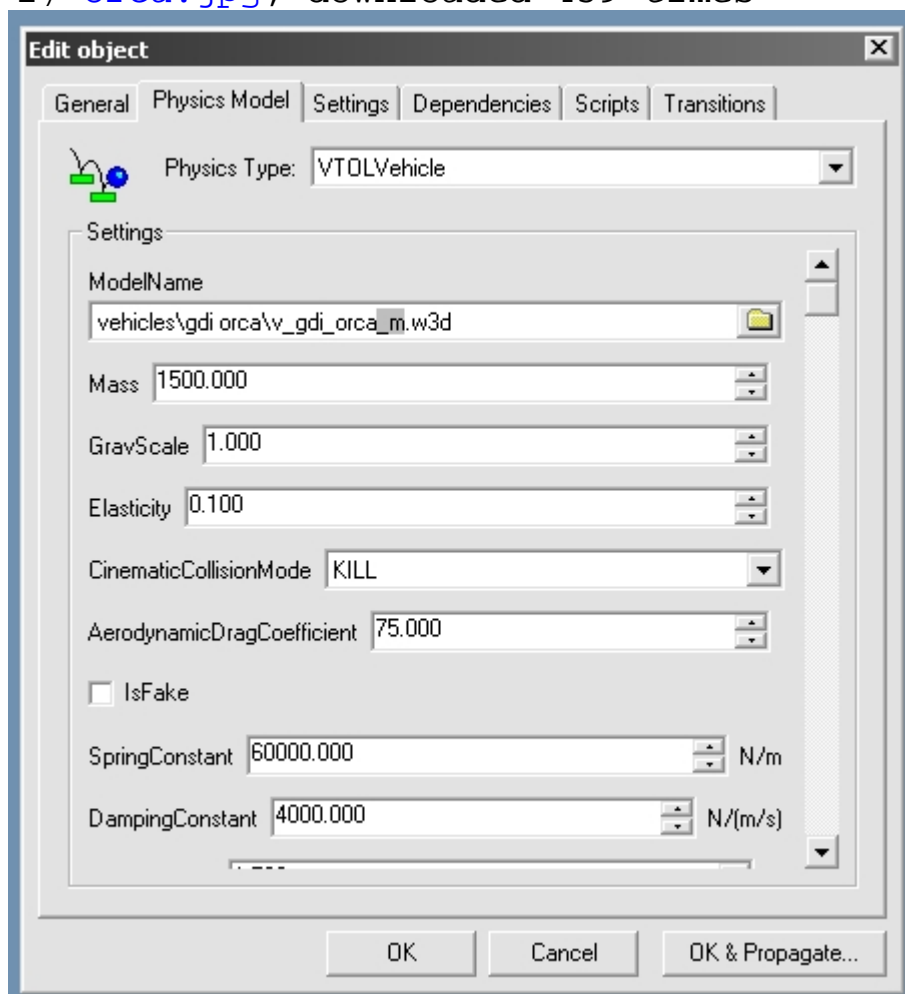 Edit object
General Physics Model Settings Dependencies Scripts Transitions
Physics Type: VTOLVehicle
Settings
ModelName
vehicles\gdi orca\v_gdi_orca_m.w3d
Mass 1500.000
GravScale 1.000
Elasticity 0.100
CinematicCollisionMode KILL
AerodynamicDragCoefficient 75.000
IsFake
SpringConstant 60000.000 N/m
DampingConstant 4000.000 N/(m/s)
OK Cancel OK & Propagate...